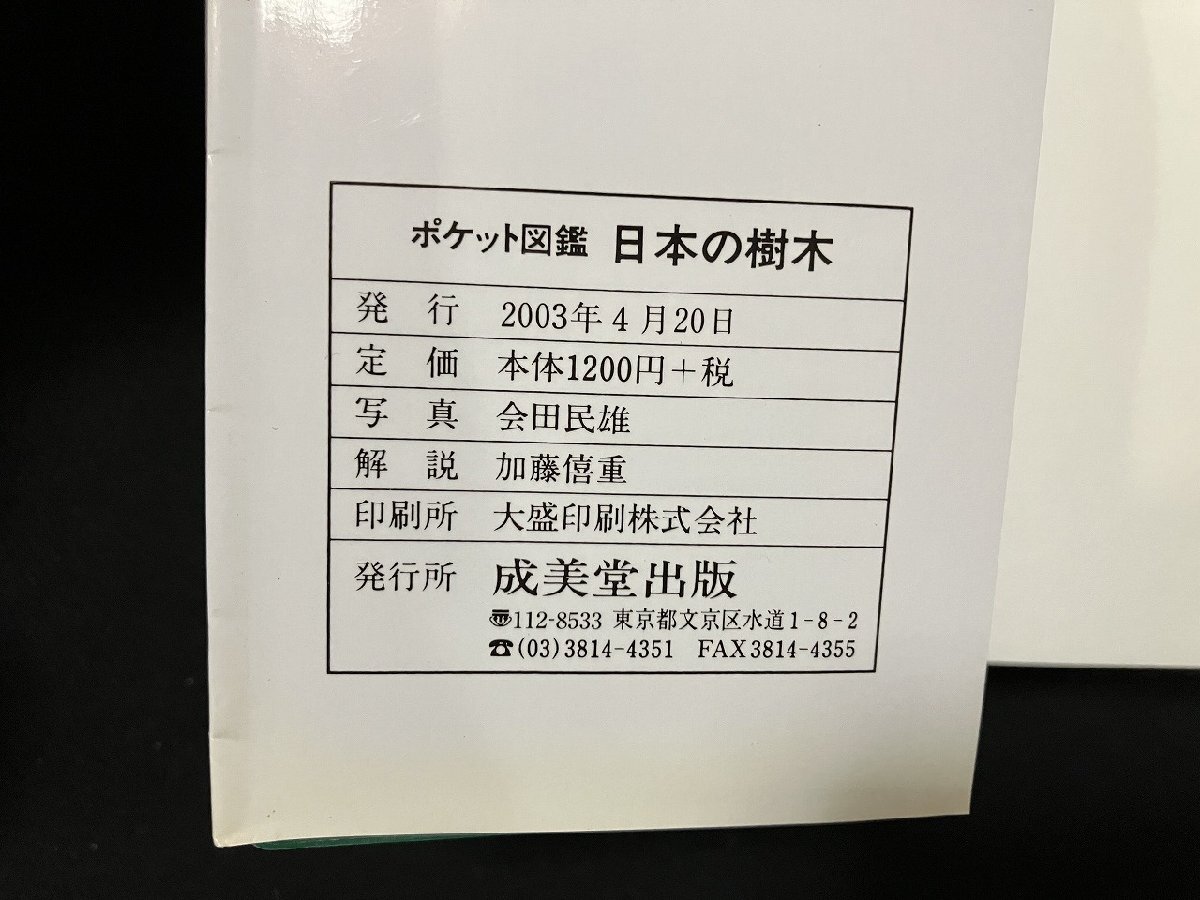 ポケット図鑑 日本の樹木
発行 2003年4月20日
定価 本体1200円+税
写真 会田民雄
解説 加藤僖重
印刷所 大盛印刷株式会社
発行所 成美堂出版
〠112-8533 東京都文京区水道1-8-2
☎(03)3814-4351 FAX3814-4355